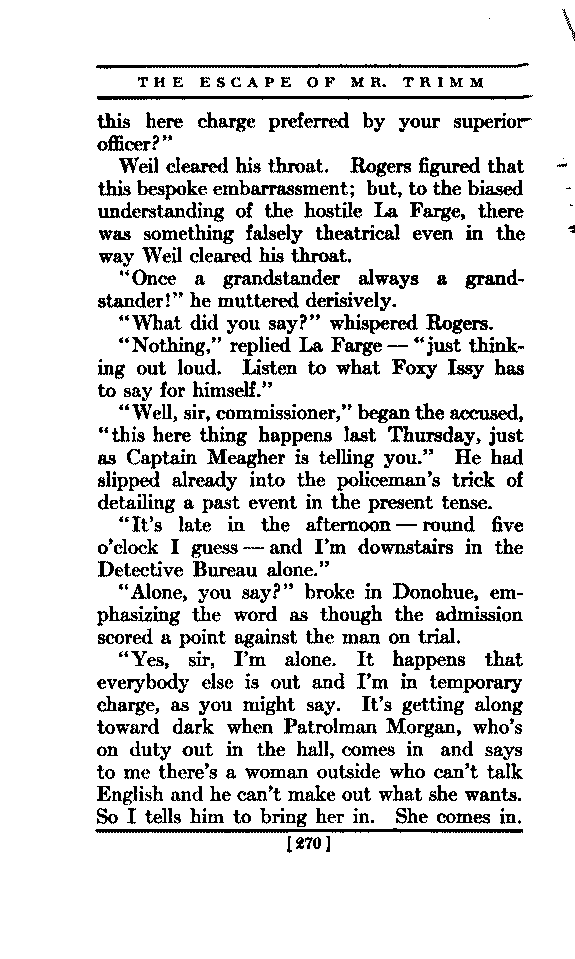 THE ESCAPE OF MR. TRIMM
this here charge preferred by your superior
officer?"
Weil cleared his throat. Rogers figured that
this bespoke embarrassment; but, to the biased
understanding of the hostile La Farge, there
was something falsely theatrical even in the
way Weil cleared his throat.
"Once a grandstander always a grand-
stander!" he muttered derisively.
"What did you say?" whispered Rogers.
"Nothing," replied La Farge — "just think-
ing out loud. Listen to what Foxy Issy has
to say for himself."
"Well, sir, commissioner," began the accused,
"this here thing happens last Thursday, just
as Captain Meagher is telling you." He had
slipped already into the policeman's trick of
detailing a past event in the present tense.
"It's late in the afternoon — round five
o'clock I guess — and I'm downstairs in the
Detective Bureau alone."
"Alone, you say?" broke in Donohue, em-
phasizing the word as though the admission
scored a point against the man on trial.
"Yes, sir, I'm alone. It happens that
everybody else is out and I'm in temporary
charge, as you might say. It's getting along
toward dark when Patrolman Morgan, who's
on duty out in the hall, comes in and says
to me there's a woman outside who can't talk
English and he can't make out what she wants.
So I tells him to bring her in. She comes in.
[270]